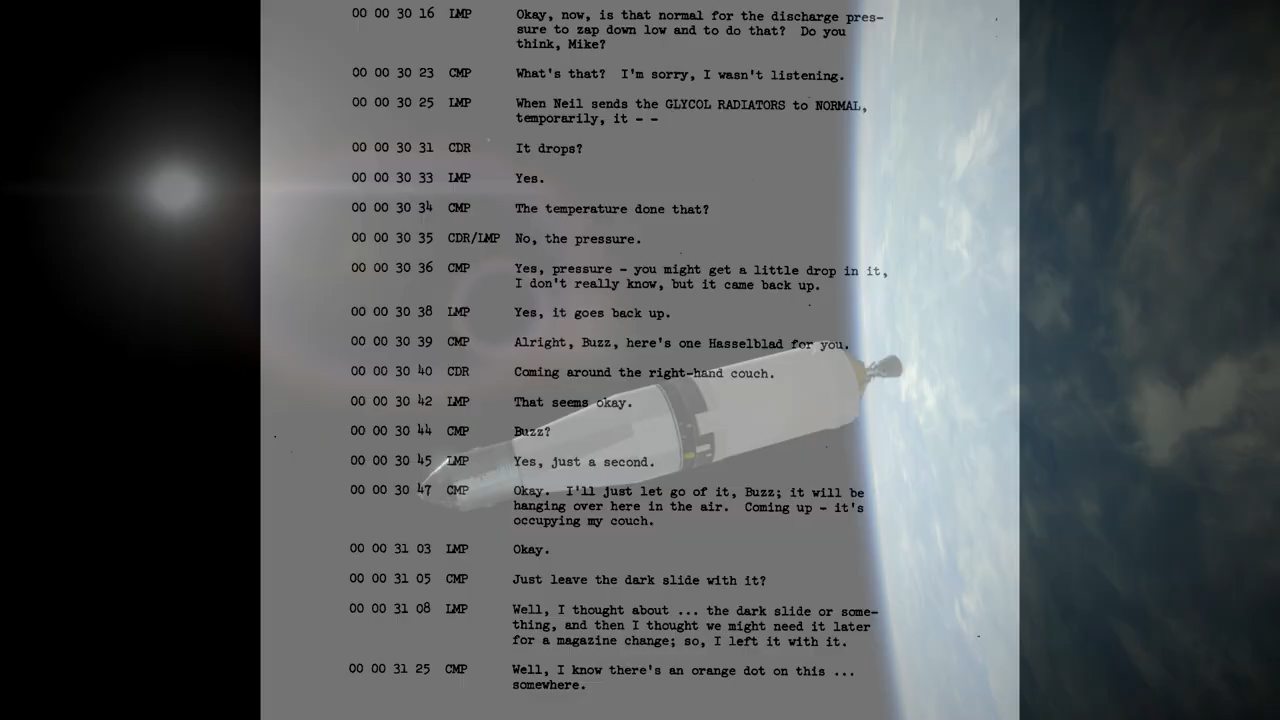 00 00 30 16 LMP Okay, now, is that normal for the discharge pres-
sure to zap down low and to do that? Do you
think, Mike?
00 00 30 23 CMP What's that? I'm sorry, I wasn't listening.
00 00 30 25 LMP When Neil sends the GLYCOL RADIATORS to NORMAL,
temporarily, it - -
00 00 30 31 CDR It drops?
00 00 30 33 LMP Yes.
00 00 30 34 CMP The temperature done that?
00 00 30 35 CDR/LMP No, the pressure.
00 00 30 36 CMP Yes, pressure - you might get a little drop in it,
I don't really know, but it came back up.
00 00 30 38 LMP Yes, it goes back up.
00 00 30 39 CMP Alright, Buzz, here's one Hasselblad for you.
00 00 30 40 CDR Coming around the right-hand couch.
00 00 30 42 LMP That seems okay.
00 00 30 44 CMP Buzz?
00 00 30 45 LMP Yes, just a second.
00 00 30 47 CMP Okay. I'll just let go of it, Buzz; it will be
hanging over here in the air. Coming up - it's
occupying my couch.
00 00 31 03 LMP Okay.
00 00 31 05 CMP Just leave the dark slide with it?
00 00 31 08 LMP Well, I thought about ... the dark slide or some-
thing, and then I thought we might need it later
for a magazine change; so, I left it with it.
00 00 31 25 CMP Well, I know there's an orange dot on this ...
somewhere.